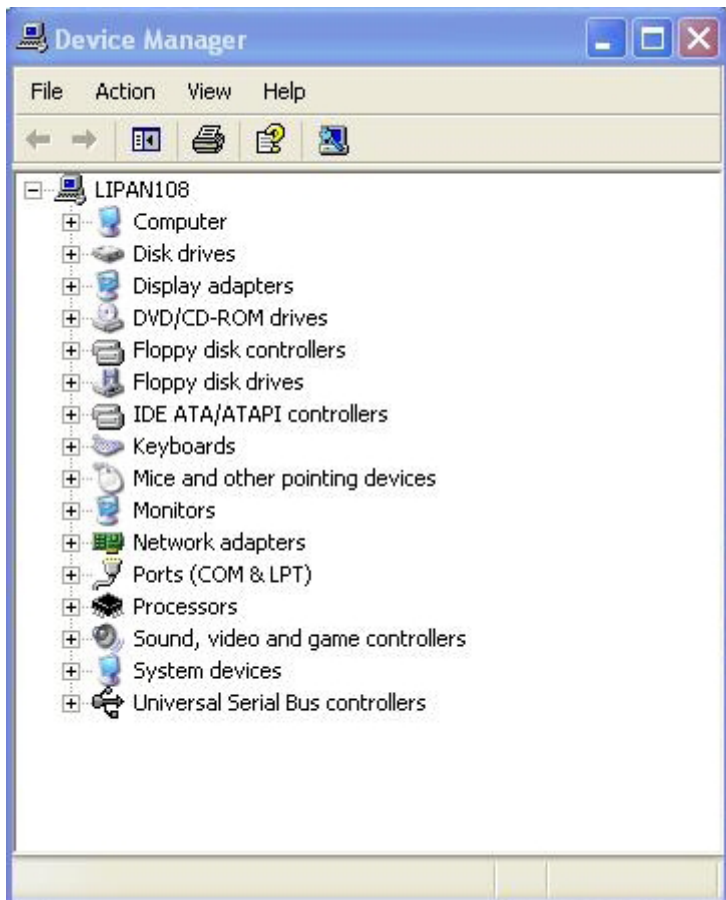 Device Manager
File Action View Help
LIPAN108
Computer
Disk drives
Display adapters
DVD/CD-ROM drives
Floppy disk controllers
Floppy disk drives
IDE ATA/ATAPI controllers
Keyboards
Mice and other pointing devices
Monitors
Network adapters
Ports (COM & LPT)
Processors
Sound, video and game controllers
System devices
Universal Serial Bus controllers